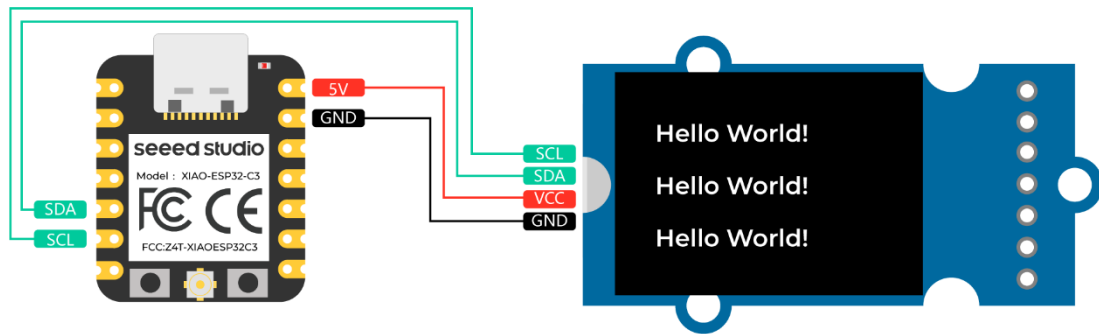 5V
GND
seeed studio
Model : XIAO-ESP32-C3
FC CE
SDA
SCL
FCC:Z4T-XIAOESP32C3
SCL
SDA
VCC
GND
Hello World!
Hello World!
Hello World!